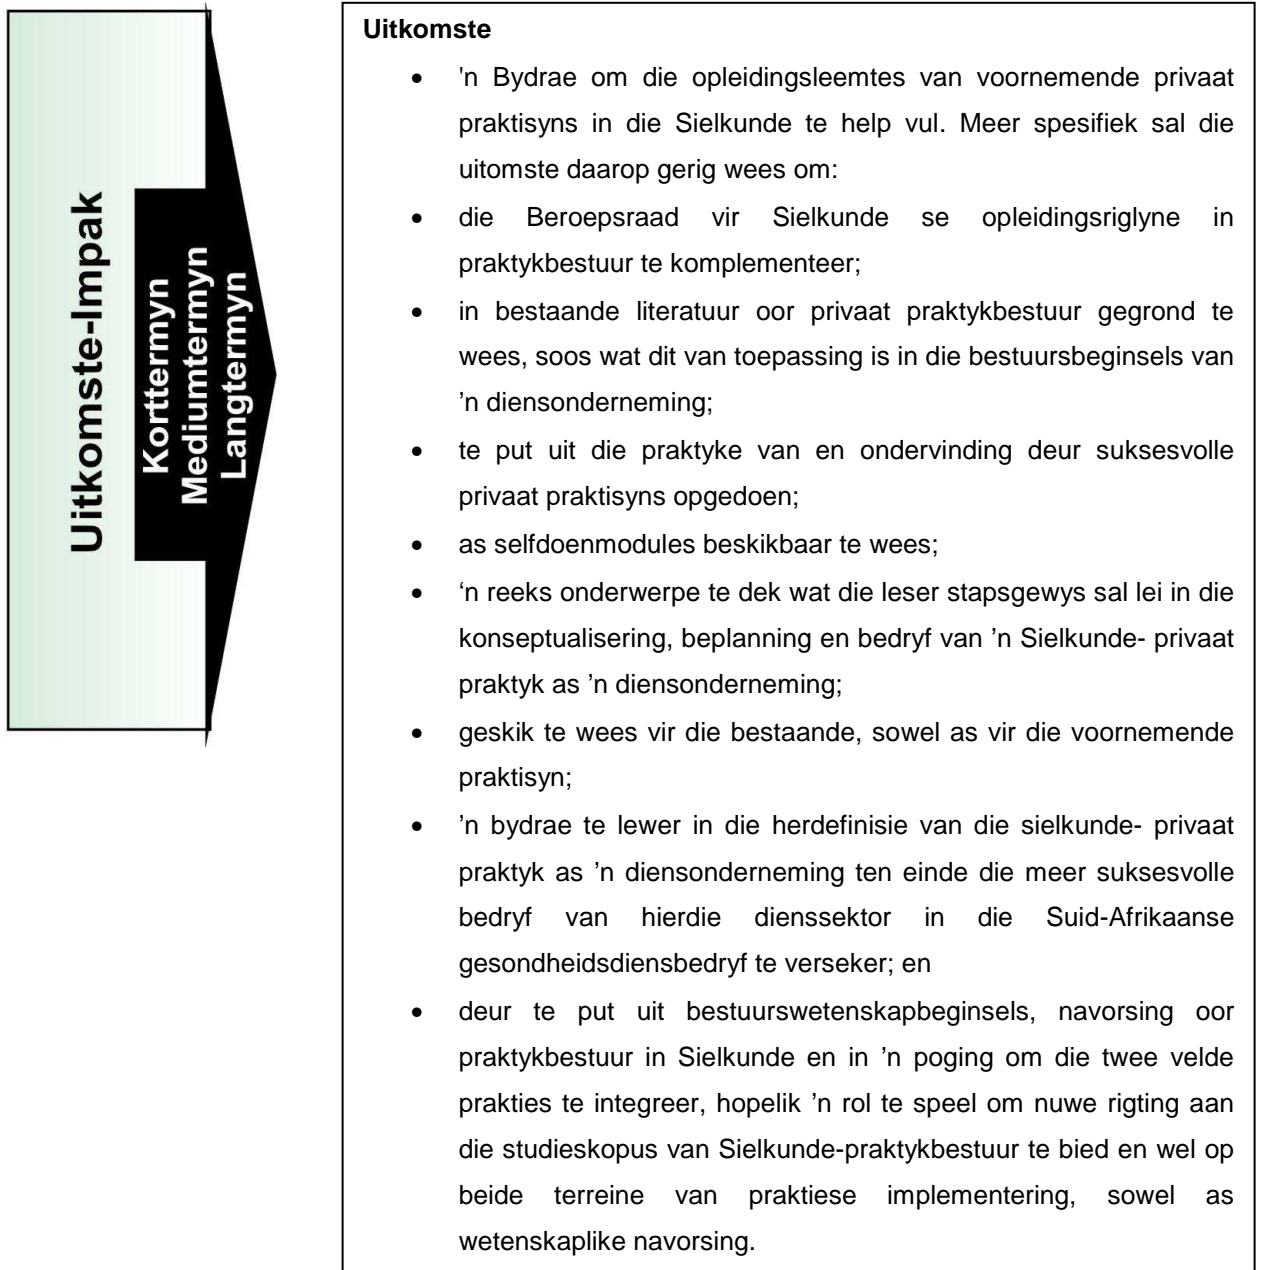 Uitkomste-Impak
Korttermyn
Mediumtermyn
Langtermyn
Uitkomste
• 'n Bydrae om die opleidingsleemtes van voornemende privaat
praktisyns in die Sielkunde te help vul. Meer spesifiek sal die
uitomste daarop gerig wees om:
• die Beroepsraad vir Sielkunde se opleidingsriglyne in
praktykbestuur te komplementeer;
• in bestaande literatuur oor privaat praktykbestuur gegrond te
wees, soos wat dit van toepassing is in die bestuursbeginsels van
’n diensonderneming;
• te put uit die praktyke van en ondervinding deur suksesvolle
privaat praktisyns opgedoen;
• as selfdoenmodules beskikbaar te wees;
• ‘n reeks onderwerpe te dek wat die leser stapsgewys sal lei in die
konseptualisering, beplanning en bedryf van ’n Sielkunde- privaat
praktyk as ’n diensonderneming;
• geskik te wees vir die bestaande, sowel as vir die voornemende
praktisyn;
• ’n bydrae te lewer in die herdefinisie van die sielkunde- privaat
praktyk as ’n diensonderneming ten einde die meer suksesvolle
bedryf van hierdie dienssektor in die Suid-Afrikaanse
gesondheidsdiensbedryf te verseker; en
• deur te put uit bestuurswetenskapbeginsels, navorsing oor
praktykbestuur in Sielkunde en in ’n poging om die twee velde
prakties te integreer, hopelik ’n rol te speel om nuwe rigting aan
die studieskopus van Sielkunde-praktykbestuur te bied en wel op
beide terreine van praktiese implementering, sowel as
wetenskaplike navorsing.